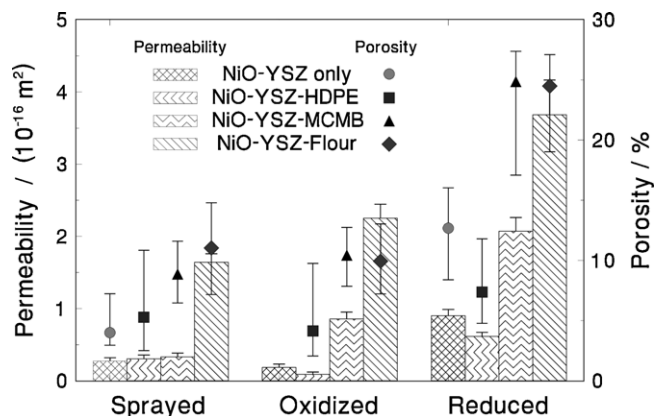 Permeability / (10⁻¹⁶ m²)
5
4
3
2
1
0
Permeability Porosity
NiO-YSZ only
NiO-YSZ-HDPE
NiO-YSZ-MCMB
NiO-YSZ-Flour
30
20
10
0
Porosity / %
Sprayed Oxidized Reduced